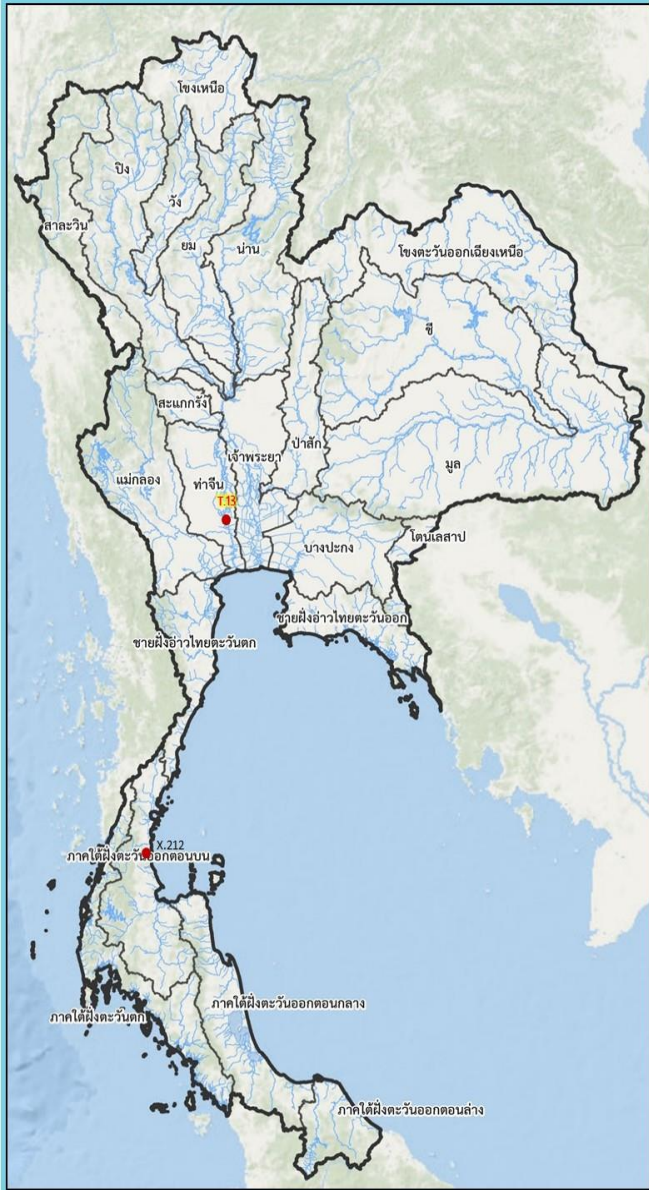 โขงเหนือ
ปิง
วัง
สาละวิน
ยม
น่าน
โขงตะวันออกเฉียงเหนือ
ชี
สะแกกรัง
ป่าสัก
เจ้าพระยา
มูล
แม่กลอง
ท่าจีน
T.13
โตนเลสาป
บางปะกง
ชายฝั่งอ่าวไทยตะวันออก
ชายฝั่งอ่าวไทยตะวันตก
X.212
ภาคใต้ฝั่งตะวันออกตอนบน
ภาคใต้ฝั่งตะวันออกตอนกลาง
ภาคใต้ฝั่งตะวันตก
ภาคใต้ฝั่งตะวันออกตอนล่าง